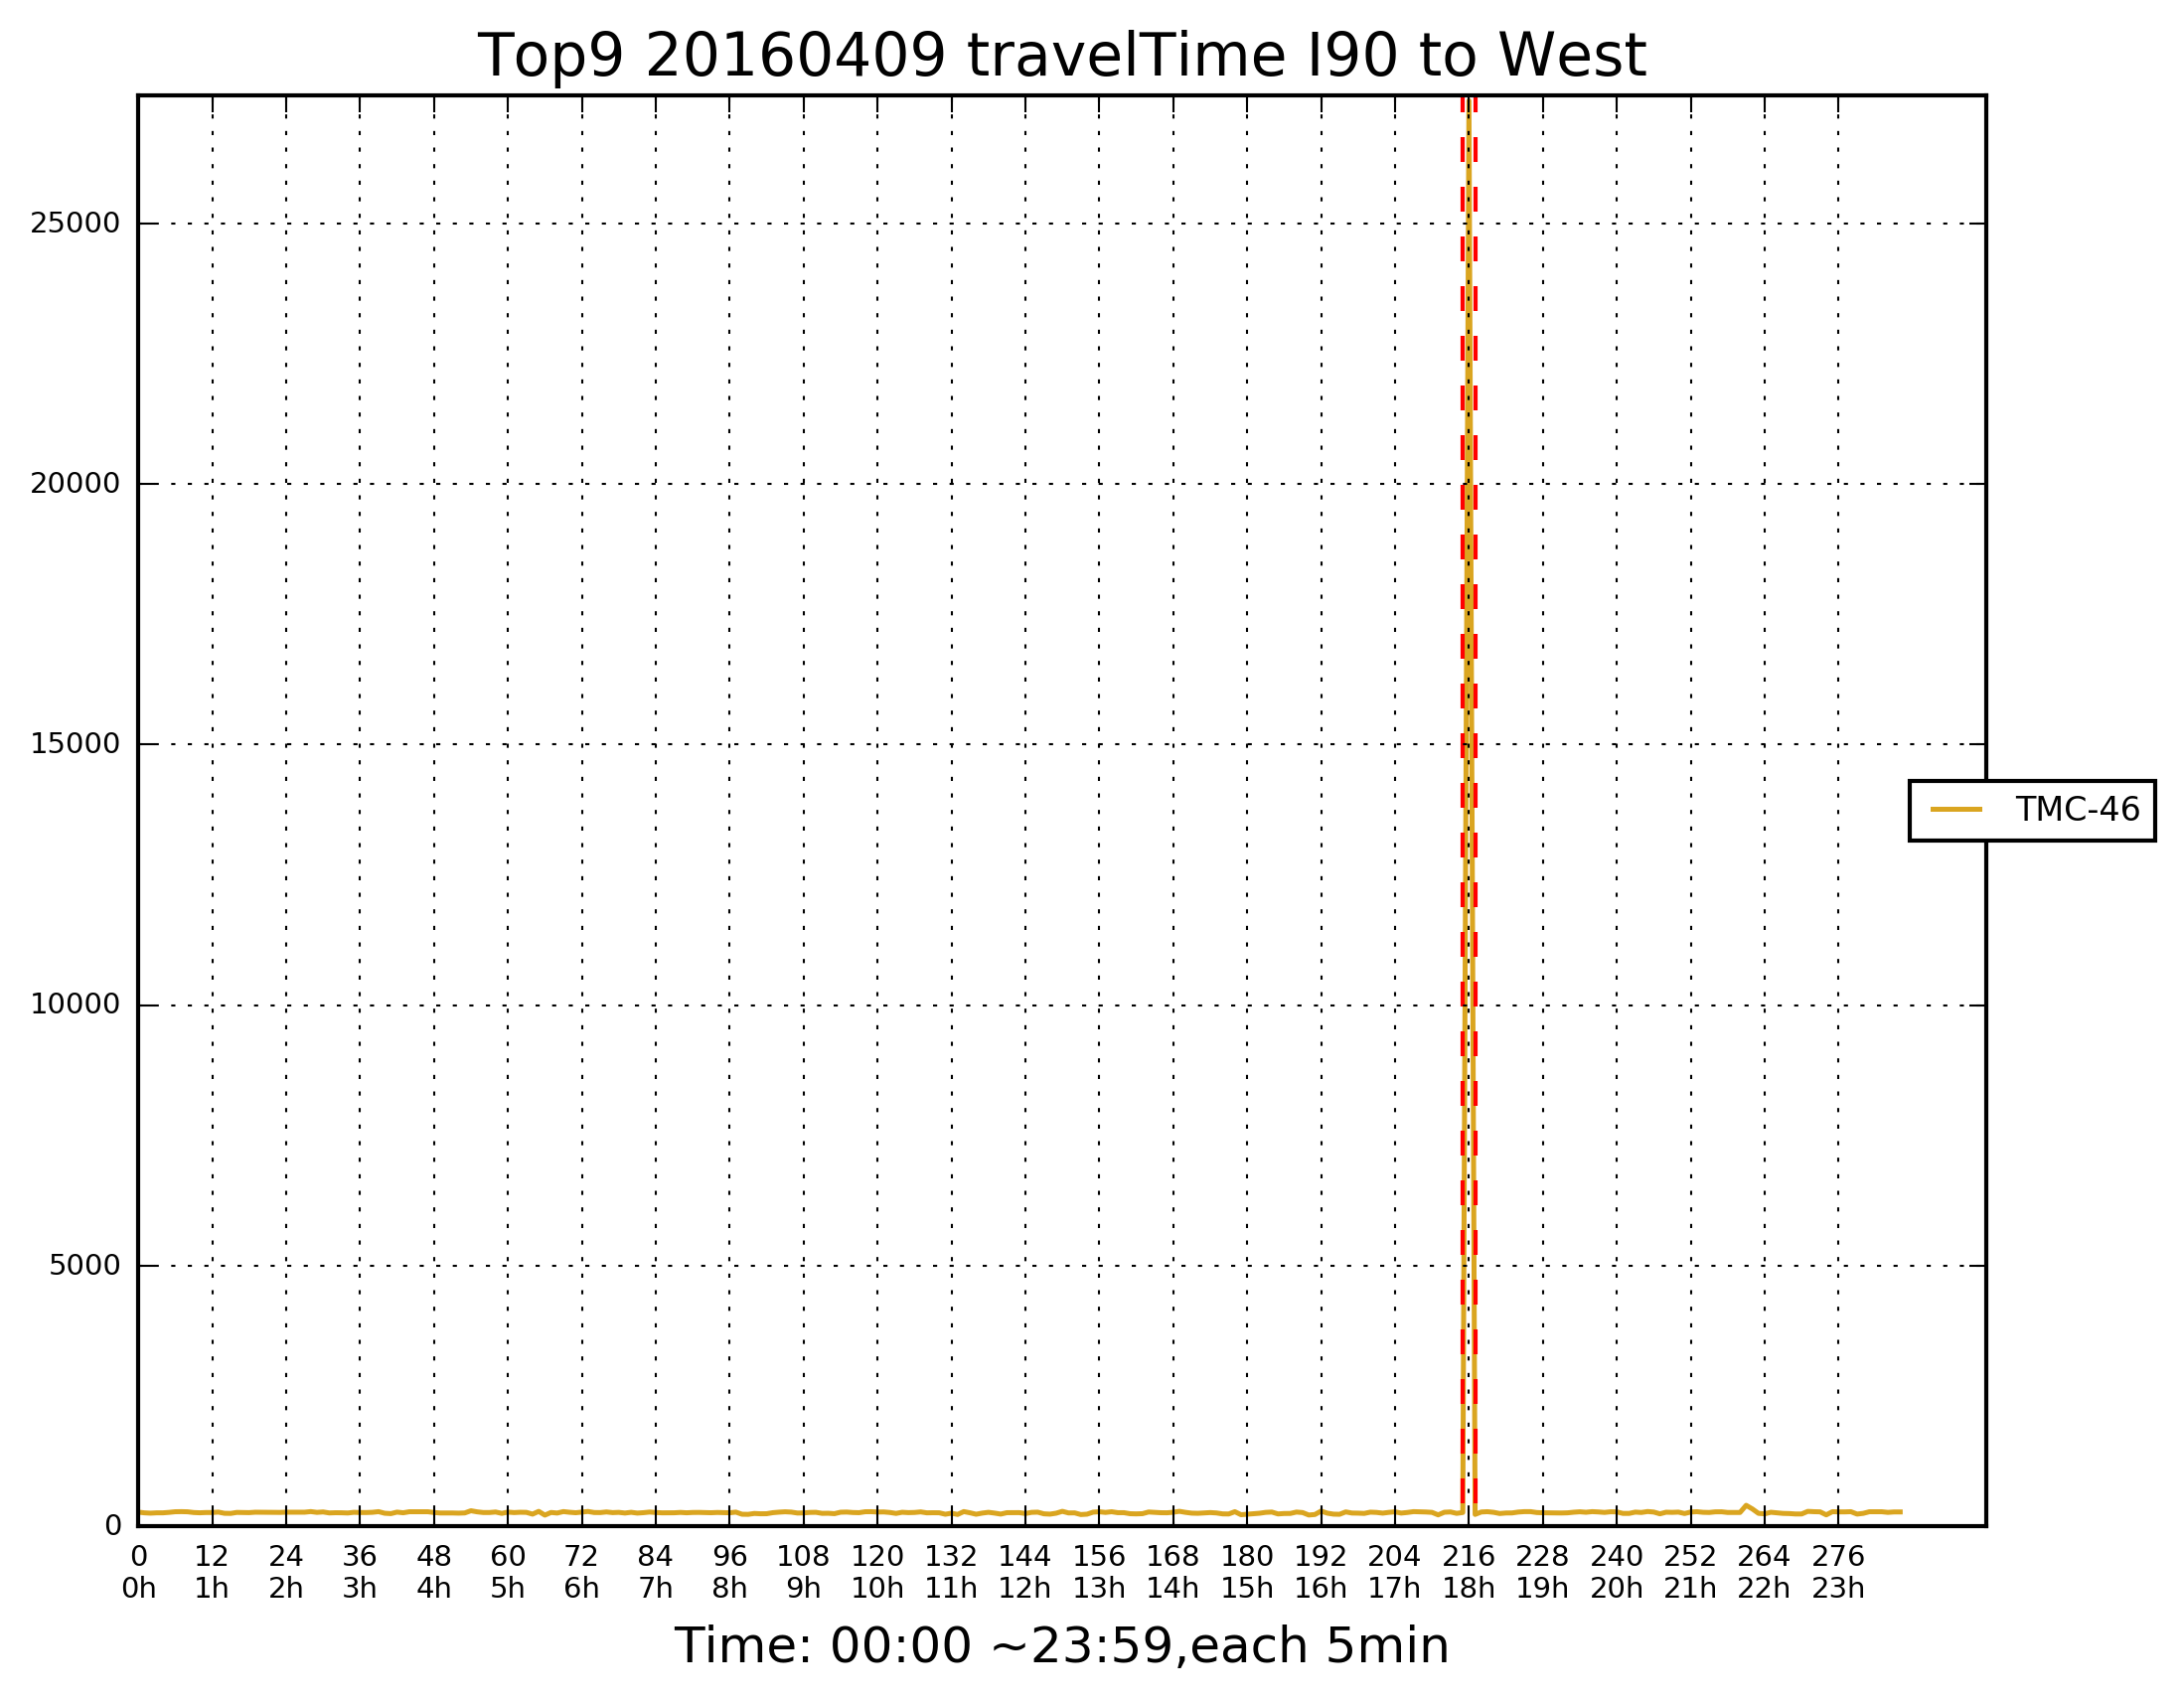 Top9 20160409 travelTime I90 to West
25000
20000
15000
10000
5000
0
TMC-46
0 12 24 36 48 60 72 84 96 108 120 132 144 156 168 180 192 204 216 228 240 252 264 276
0h 1h 2h 3h 4h 5h 6h 7h 8h 9h 10h 11h 12h 13h 14h 15h 16h 17h 18h 19h 20h 21h 22h 23h
Time: 00:00 ~23:59,each 5min